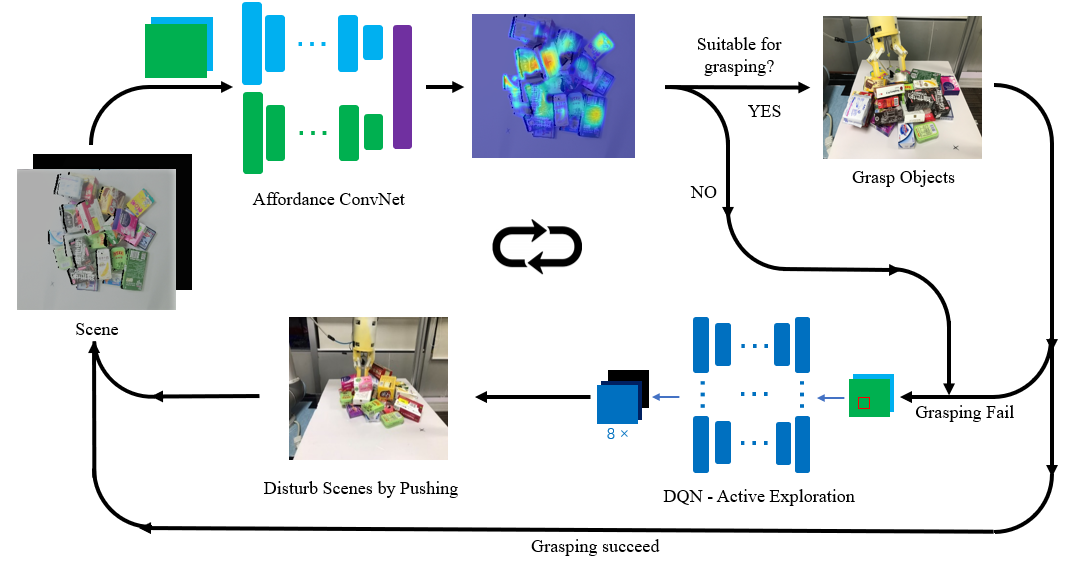 Suitable for
grasping?
YES
Grasp Objects
NO
Affordance ConvNet
Scene
Grasping Fail
8 ×
Disturb Scenes by Pushing
DQN - Active Exploration
Grasping succeed